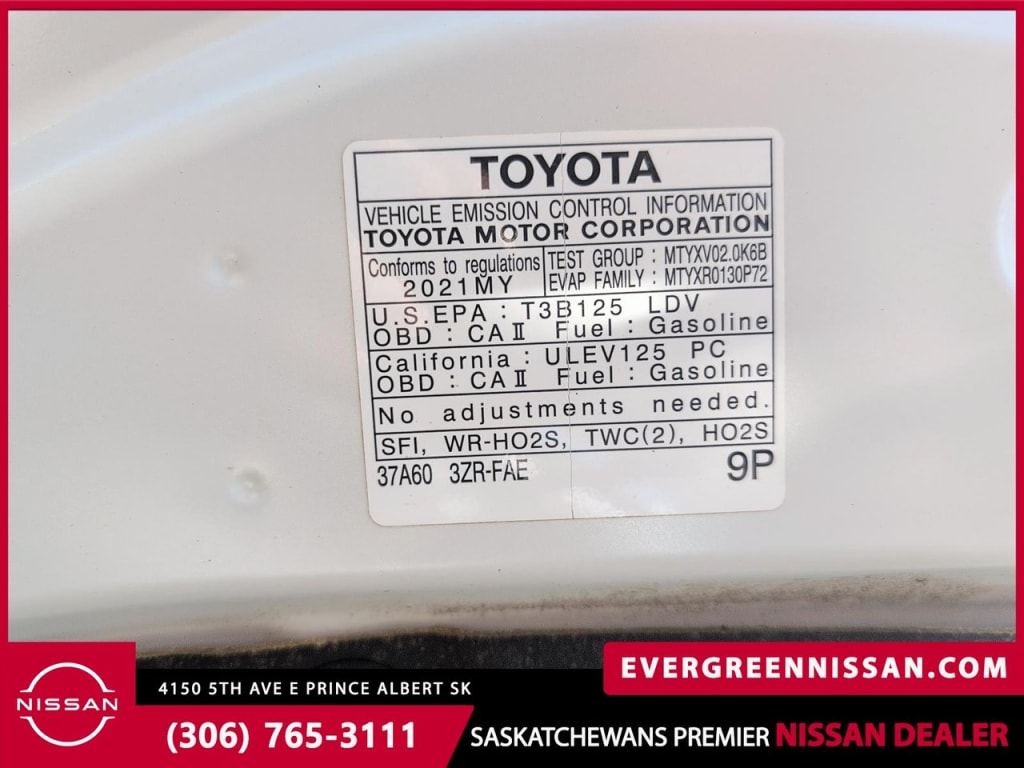 TOYOTA
VEHICLE EMISSION CONTROL INFORMATION
TOYOTA MOTOR CORPORATION
Conforms to regulations
2021MY
TEST GROUP : MTYXV02.0K6B
EVAP FAMILY : MTYXR0130P72
U.S.EPA : T3B125 LDV
OBD : CAⅡ Fuel : Gasoline
California : ULEV125 PC
OBD : CAⅡ Fuel : Gasoline
No adjustments needed.
SFI, WR-HO2S, TWC(2), HO2S
37A60 3ZR-FAE 9P
NISSAN
4150 5TH AVE E PRINCE ALBERT SK
(306) 765-3111
EVERGREENNISSAN.COM
SASKATCHEWANS PREMIER NISSAN DEALER